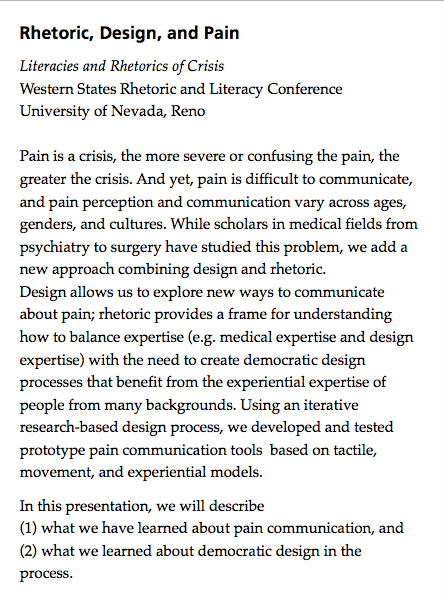 Rhetoric, Design, and Pain
Literacies and Rhetorics of Crisis
Western States Rhetoric and Literacy Conference
University of Nevada, Reno
Pain is a crisis, the more severe or confusing the pain, the
greater the crisis. And yet, pain is difficult to communicate,
and pain perception and communication vary across ages,
genders, and cultures. While scholars in medical fields from
psychiatry to surgery have studied this problem, we add a
new approach combining design and rhetoric.
Design allows us to explore new ways to communicate
about pain; rhetoric provides a frame for understanding
how to balance expertise (e.g. medical expertise and design
expertise) with the need to create democratic design
processes that benefit from the experiential expertise of
people from many backgrounds. Using an iterative
research-based design process, we developed and tested
prototype pain communication tools  based on tactile,
movement, and experiential models.
In this presentation, we will describe
(1) what we have learned about pain communication, and
(2) what we learned about democratic design in the
process.